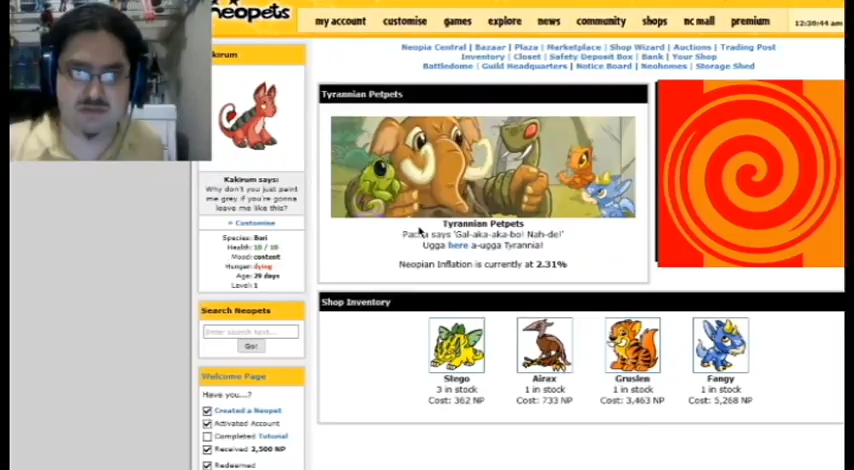 neopets
my account customise games explore news community shops nc mall premium
12:30:44 am
Neopia Central | Bazaar | Plaza | Marketplace | Shop Wizard | Auctions | Trading Post
Inventory | Closet | Safety Deposit Box | Bank | Your Shop
Battledome | Guild Headquarters | Notice Board | Neohomes | Storage Shed
Kakirum says:
Why don't you just paint
me grey if you're gonna
leave me like this?
» Customise
Species: Bori
Health: 10 / 10
Mood: content
Hunger: dying
Age: 29 days
Level: 1
Search Neopets
Enter search text...
Go!
Welcome Page
Have you...?
Created a Neopet
Activated Account
Completed Tutorial
Received 2,500 NP
Redeemed
Tyrannian Petpets
Tyrannian Petpets
says 'Gal-aka-aka-bo! Nah-de!'
Ugga here a-ugga Tyrannia!
Neopian Inflation is currently at 2.31%
Shop Inventory
Stego
3 in stock
Cost: 362 NP
Airax
1 in stock
Cost: 733 NP
Gruslen
1 in stock
Cost: 3,463 NP
Fangy
1 in stock
Cost: 5,268 NP